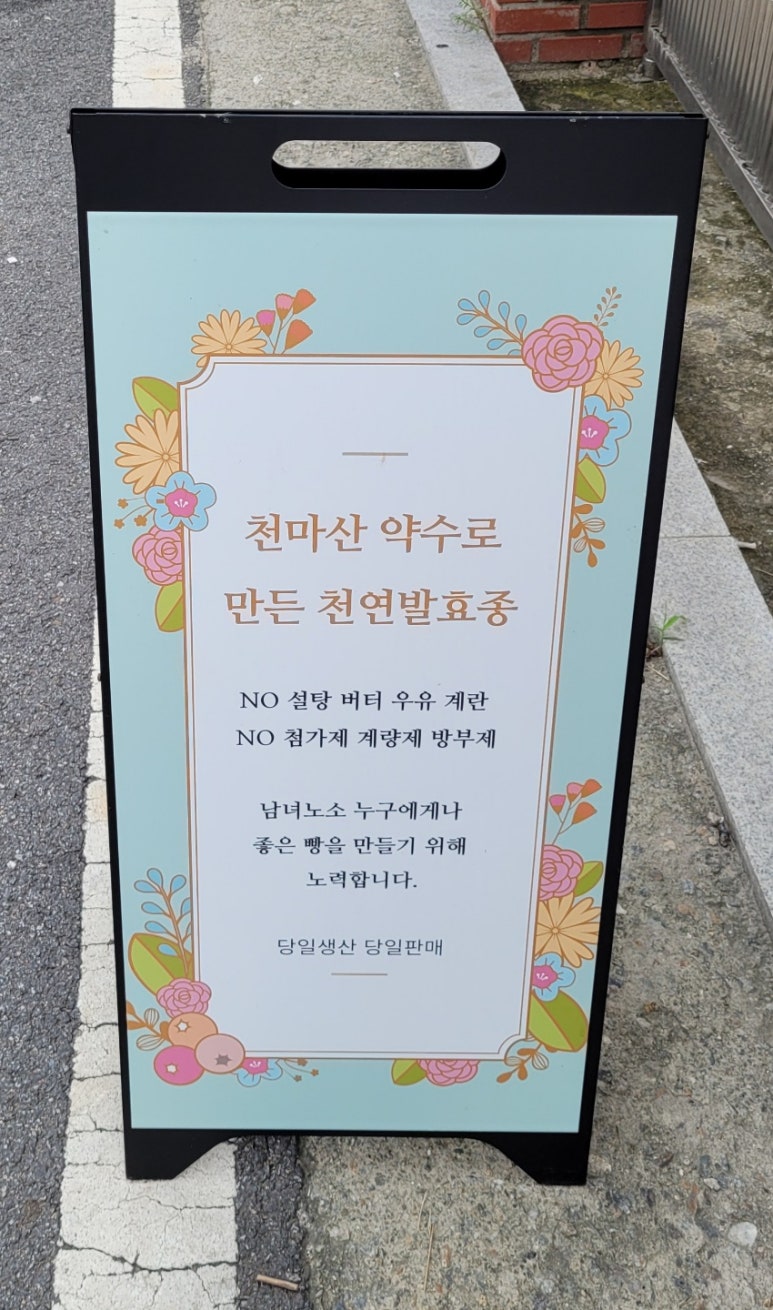 천마산 약수로
만든 천연발효종
NO 설탕 버터 우유 계란
NO 첨가제 계량제 방부제
남녀노소 누구에게나
좋은 빵을 만들기 위해
노력합니다.
당일생산 당일판매